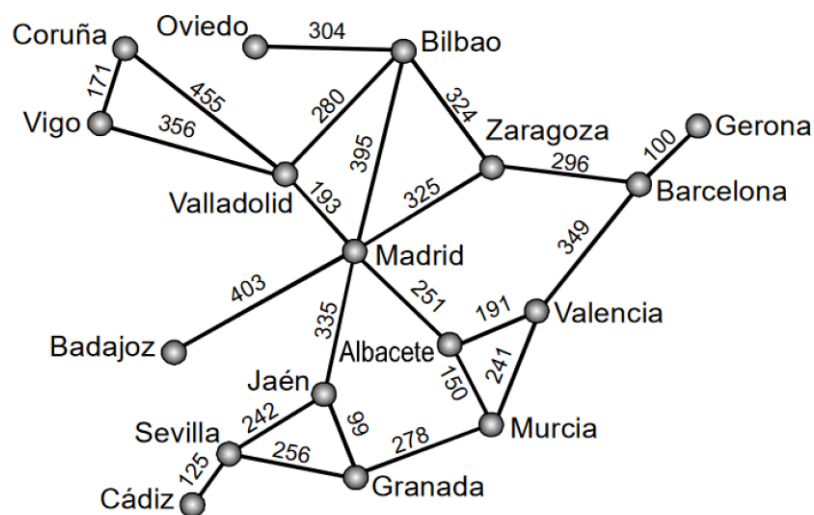 Coruña
Oviedo
304
Bilbao
171
455
280
324
Vigo
356
395
Zaragoza
100
Gerona
296
Valladolid
193
325
Barcelona
349
Madrid
403
251
191
Valencia
335
Badajoz
Albacete
241
150
Jaén
242
99
Sevilla
256
278
Murcia
125
Granada
Cádiz